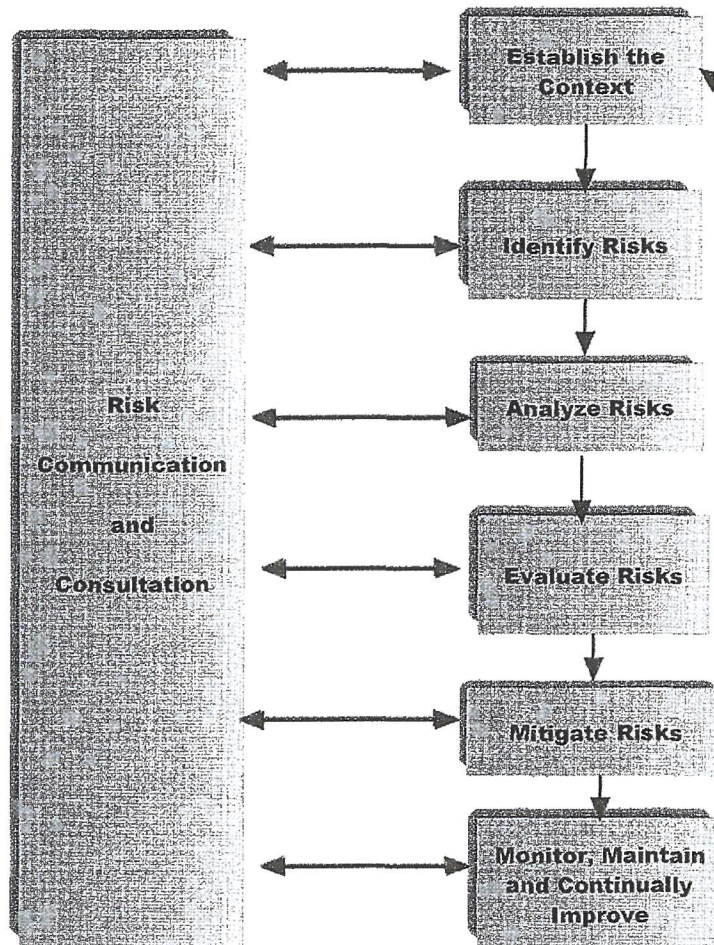 Establish the
Context
Identify Risks
Analyze Risks
Evaluate Risks
Mitigate Risks
Monitor, Maintain
and Continually
Improve
Risk
Communication
and
Consultation